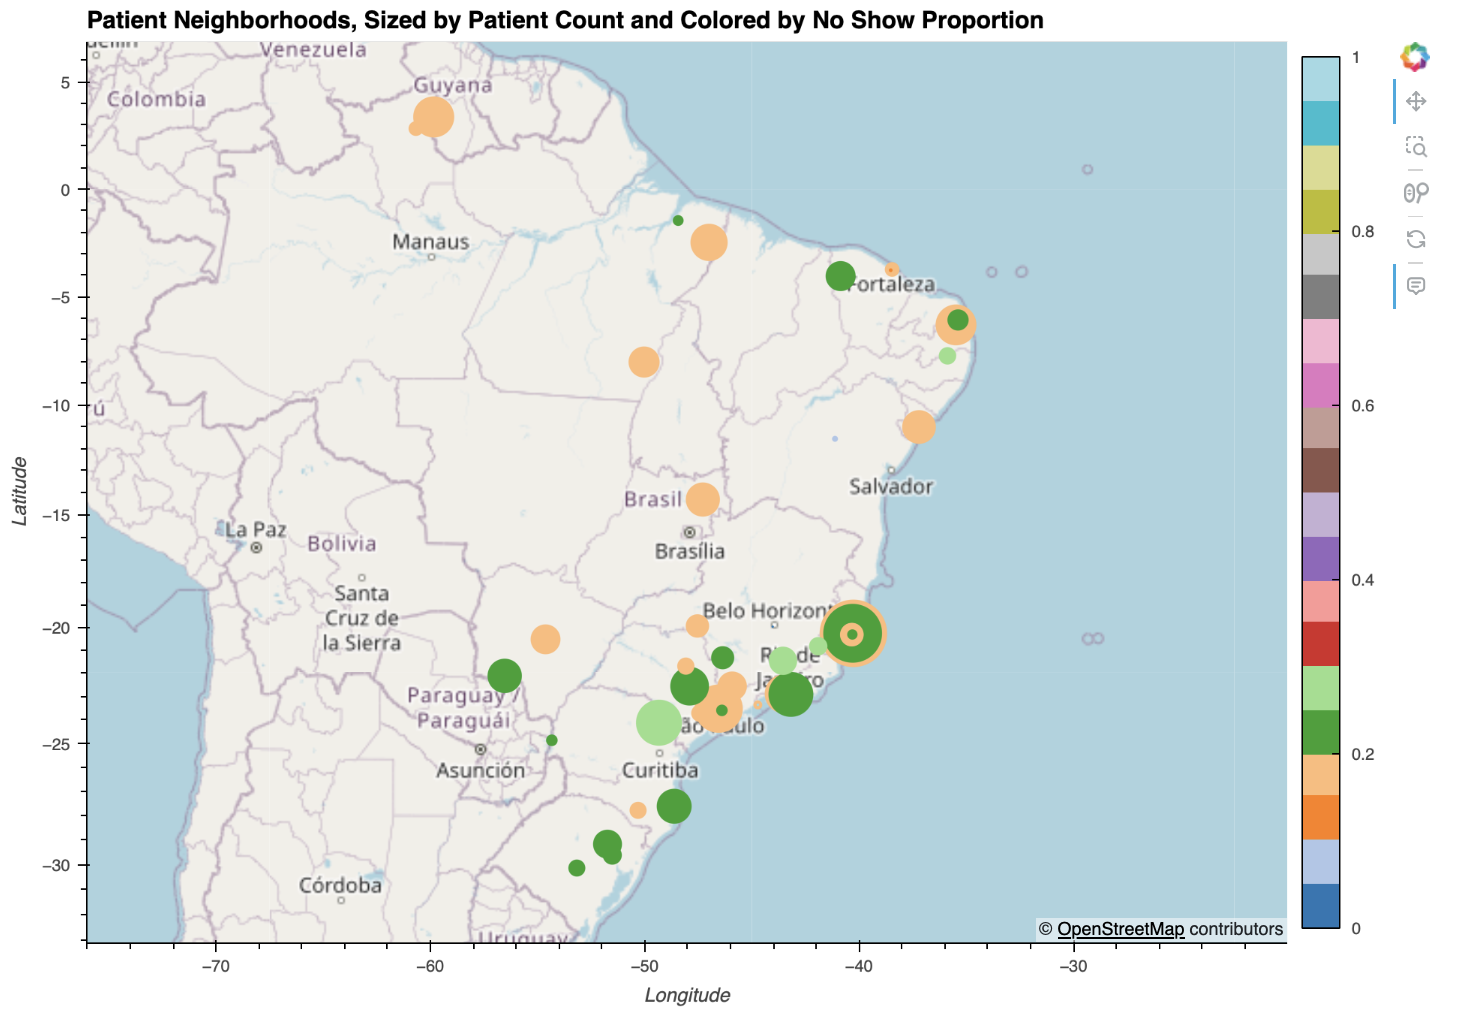 Patient Neighborhoods, Sized by Patient Count and Colored by No Show Proportion
Venezuela
Guyana
Colombia
Manaus
Fortaleza
Salvador
Brasil
Brasília
La Paz
Bolivia
Santa
Cruz de
la Sierra
Belo Horizont
Paraguay /
Paraguái
Asunción
Curitiba
Córdoba
Uruguay
5
0
−5
−10
−15
−20
−25
−30
Latitude
−70
−60
−50
−40
−30
Longitude
1
0.8
0.6
0.4
0.2
0
© OpenStreetMap contributors